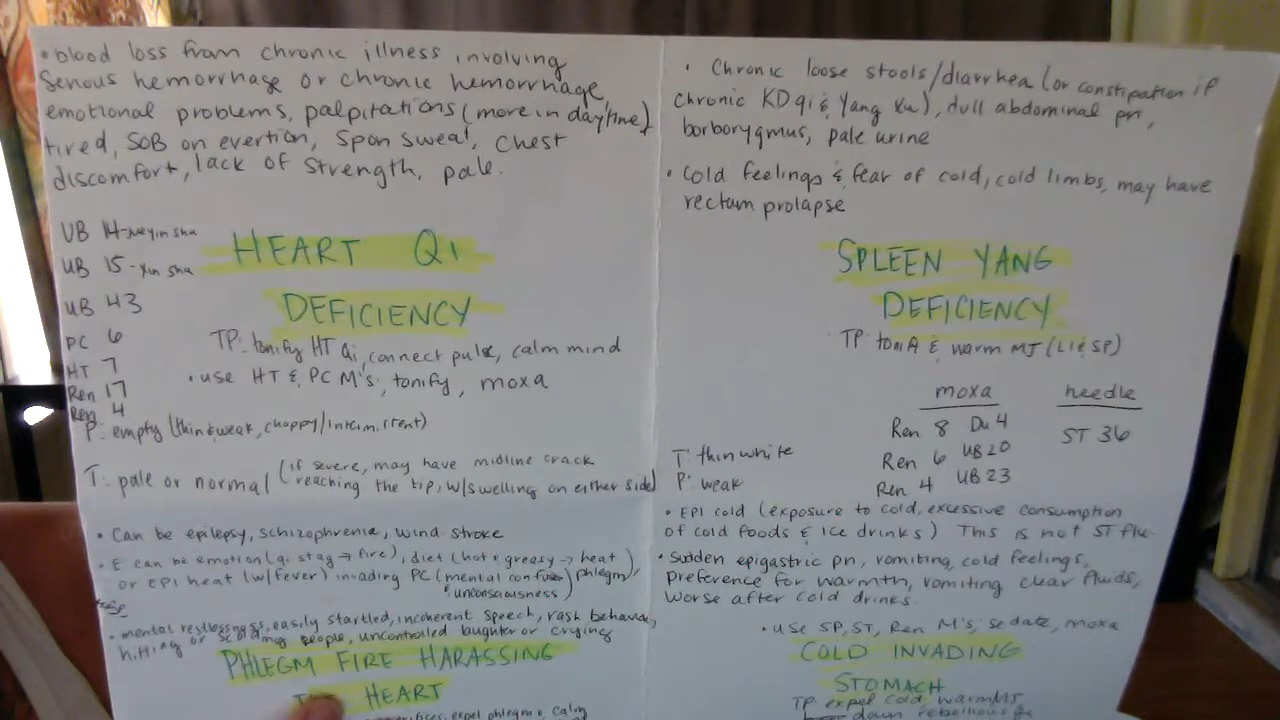 • blood loss from chronic illness involving
serious hemorrhage or chronic hemorrhage,
emotional problems, palpitations (more in daytime)
tired, SOB on evertion, Spon sweat, Chest
discomfort, lack of strength, pale.
UB 14-jueyin shu
UB 15-xin shu
UB 43
PC 6
HT 7
Ren 17
Ren 4
HEART QI
DEFICIENCY
TP: tonify HT Qi, connect pulse, calm mind
• use HT & PC M's, tonify, moxa
P: empty (thin & weak, choppy/intermittent)
T: pale or normal (if severe, may have midline crack
reaching the tip, w/swelling on either side)
• Can be epilepsy, schizophrenia, wind stroke
• E can be emotion (qi stag → fire), diet (hot & greasy → heat)
or EPI heat (w/fever) invading PC (mental confusion, phlegm,
unconsciousness)
• mental restlessness, easily startled, incoherent speech, rash behavior,
hitting or scolding people, uncontrolled laughter or crying
PHLEGM FIRE HARASSING
HEART
expel phlegm & calm
• Chronic loose stools/diarrhea (or constipation if
chronic KD qi & Yang Xu), dull abdominal pn,
borborygmus, pale urine
• Cold feelings & fear of cold, cold limbs, may have
rectum prolapse
SPLEEN YANG
DEFICIENCY
TP: tonify & warm MJ (LI & SP)
moxa needle
Ren 8 Du 4 ST 36
Ren 6 UB 20
Ren 4 UB 23
T: thin white
P: weak
• EPI cold (exposure to cold, excessive consumption
of cold foods & ice drinks) This is not ST flu
• Sudden epigastric pn, vomiting, cold feelings,
preference for warmth, vomiting clear fluids,
worse after cold drinks.
• use SP, ST, Ren M's, sedate, moxa
COLD INVADING
STOMACH
TP expel cold, warm
down rebellious